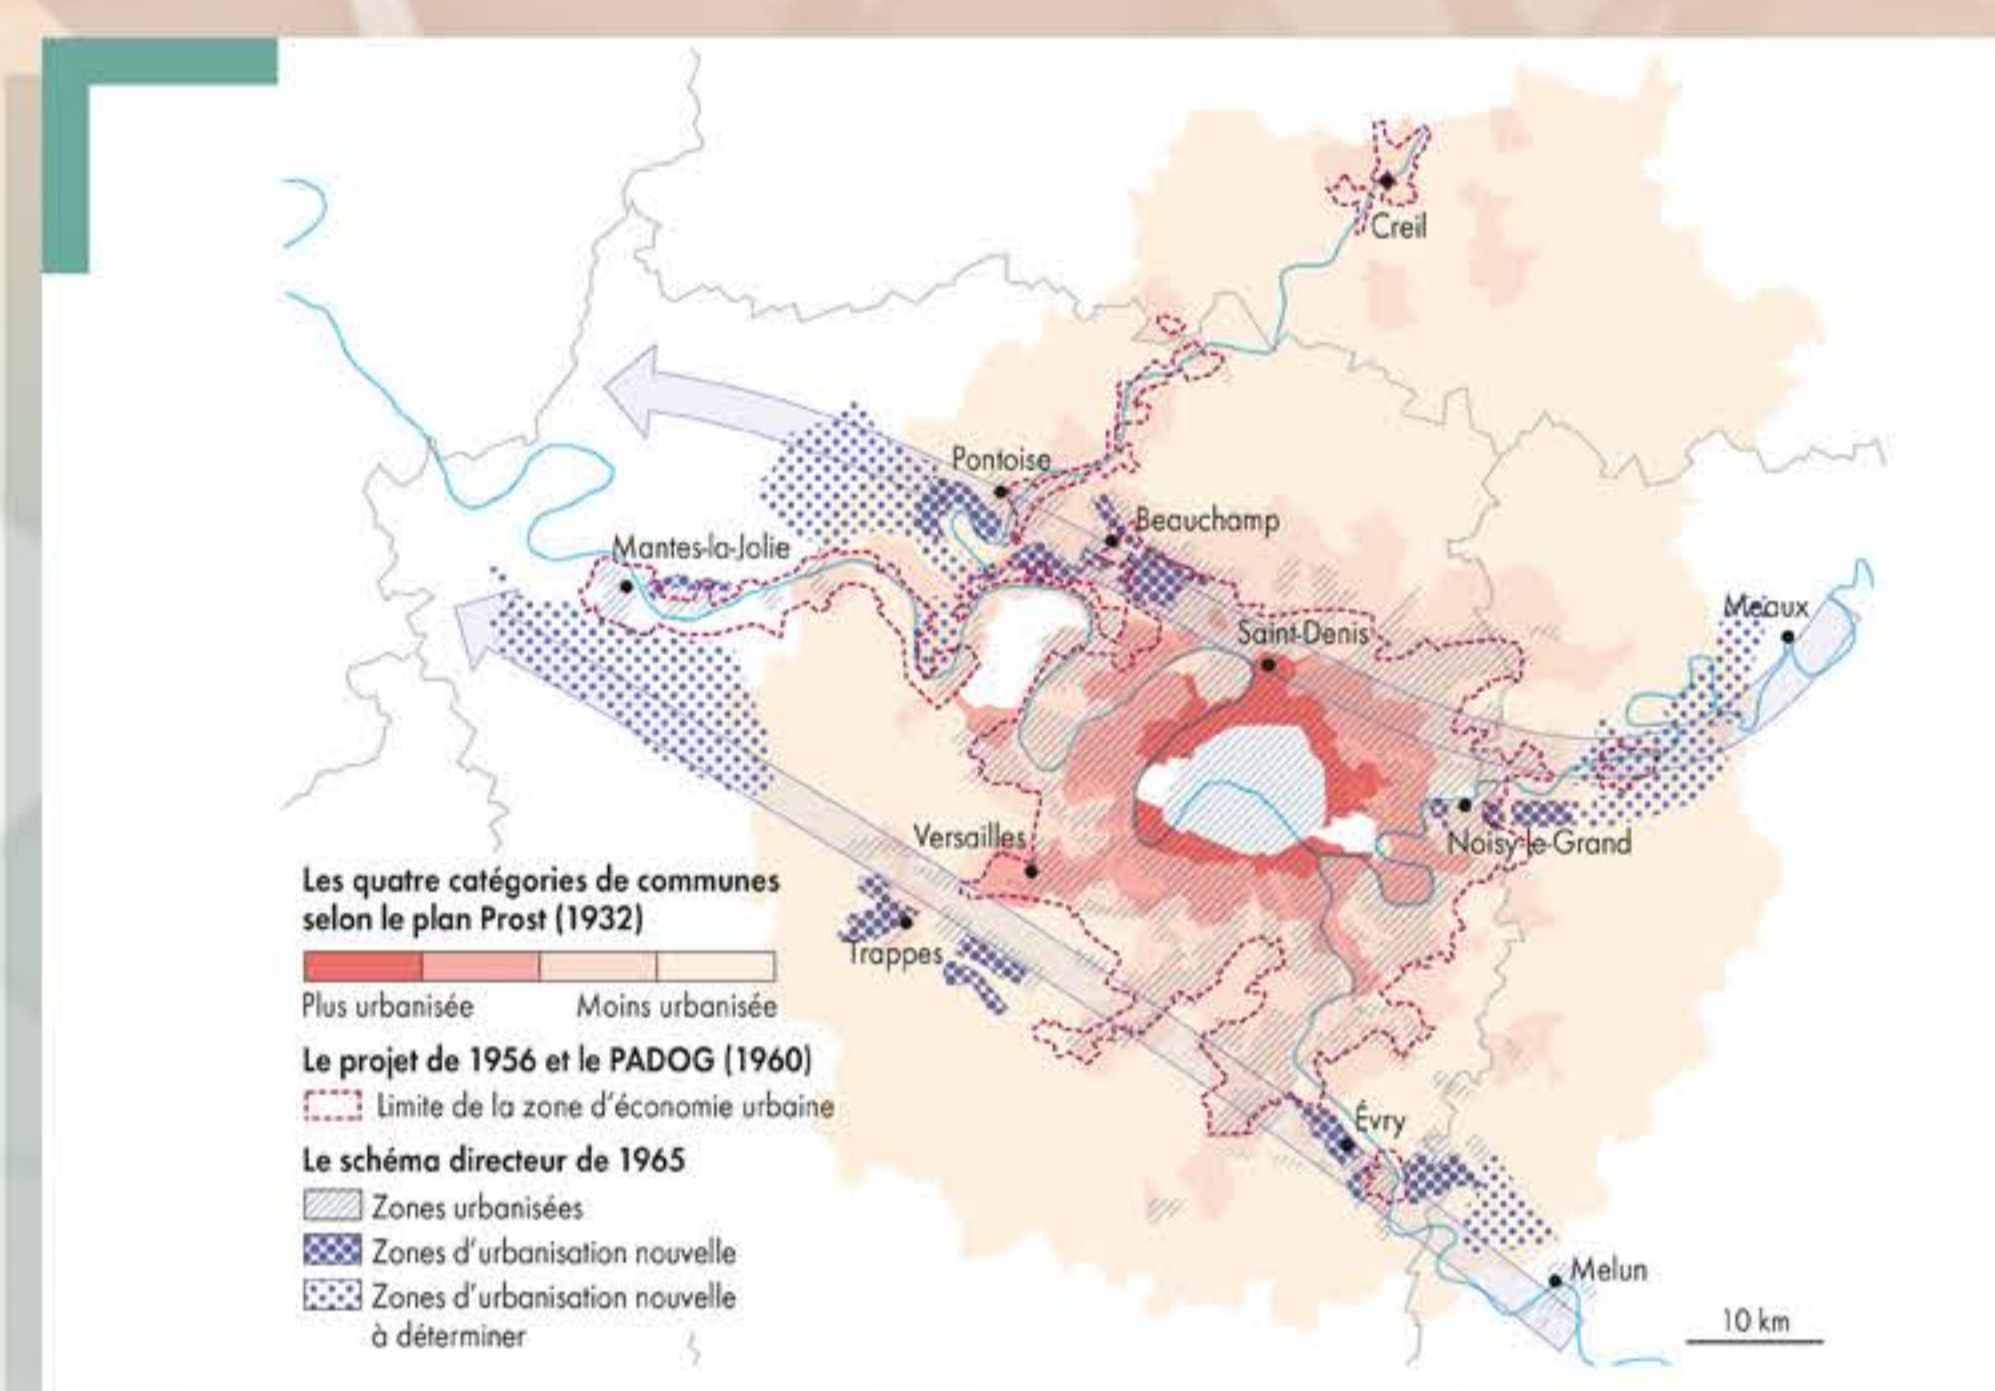 Creil
Pontoise
Beauchamp
Mantes-la-Jolie
Meaux
Saint-Denis
Versailles
Noisy-le-Grand
Trappes
Évry
Melun
10 km
Les quatre catégories de communes
selon le plan Prost (1932)
Plus urbanisée
Moins urbanisée
Le projet de 1956 et le PADOG (1960)
Limite de la zone d'économie urbaine
Le schéma directeur de 1965
Zones urbanisées
Zones d'urbanisation nouvelle
Zones d'urbanisation nouvelle
à déterminer